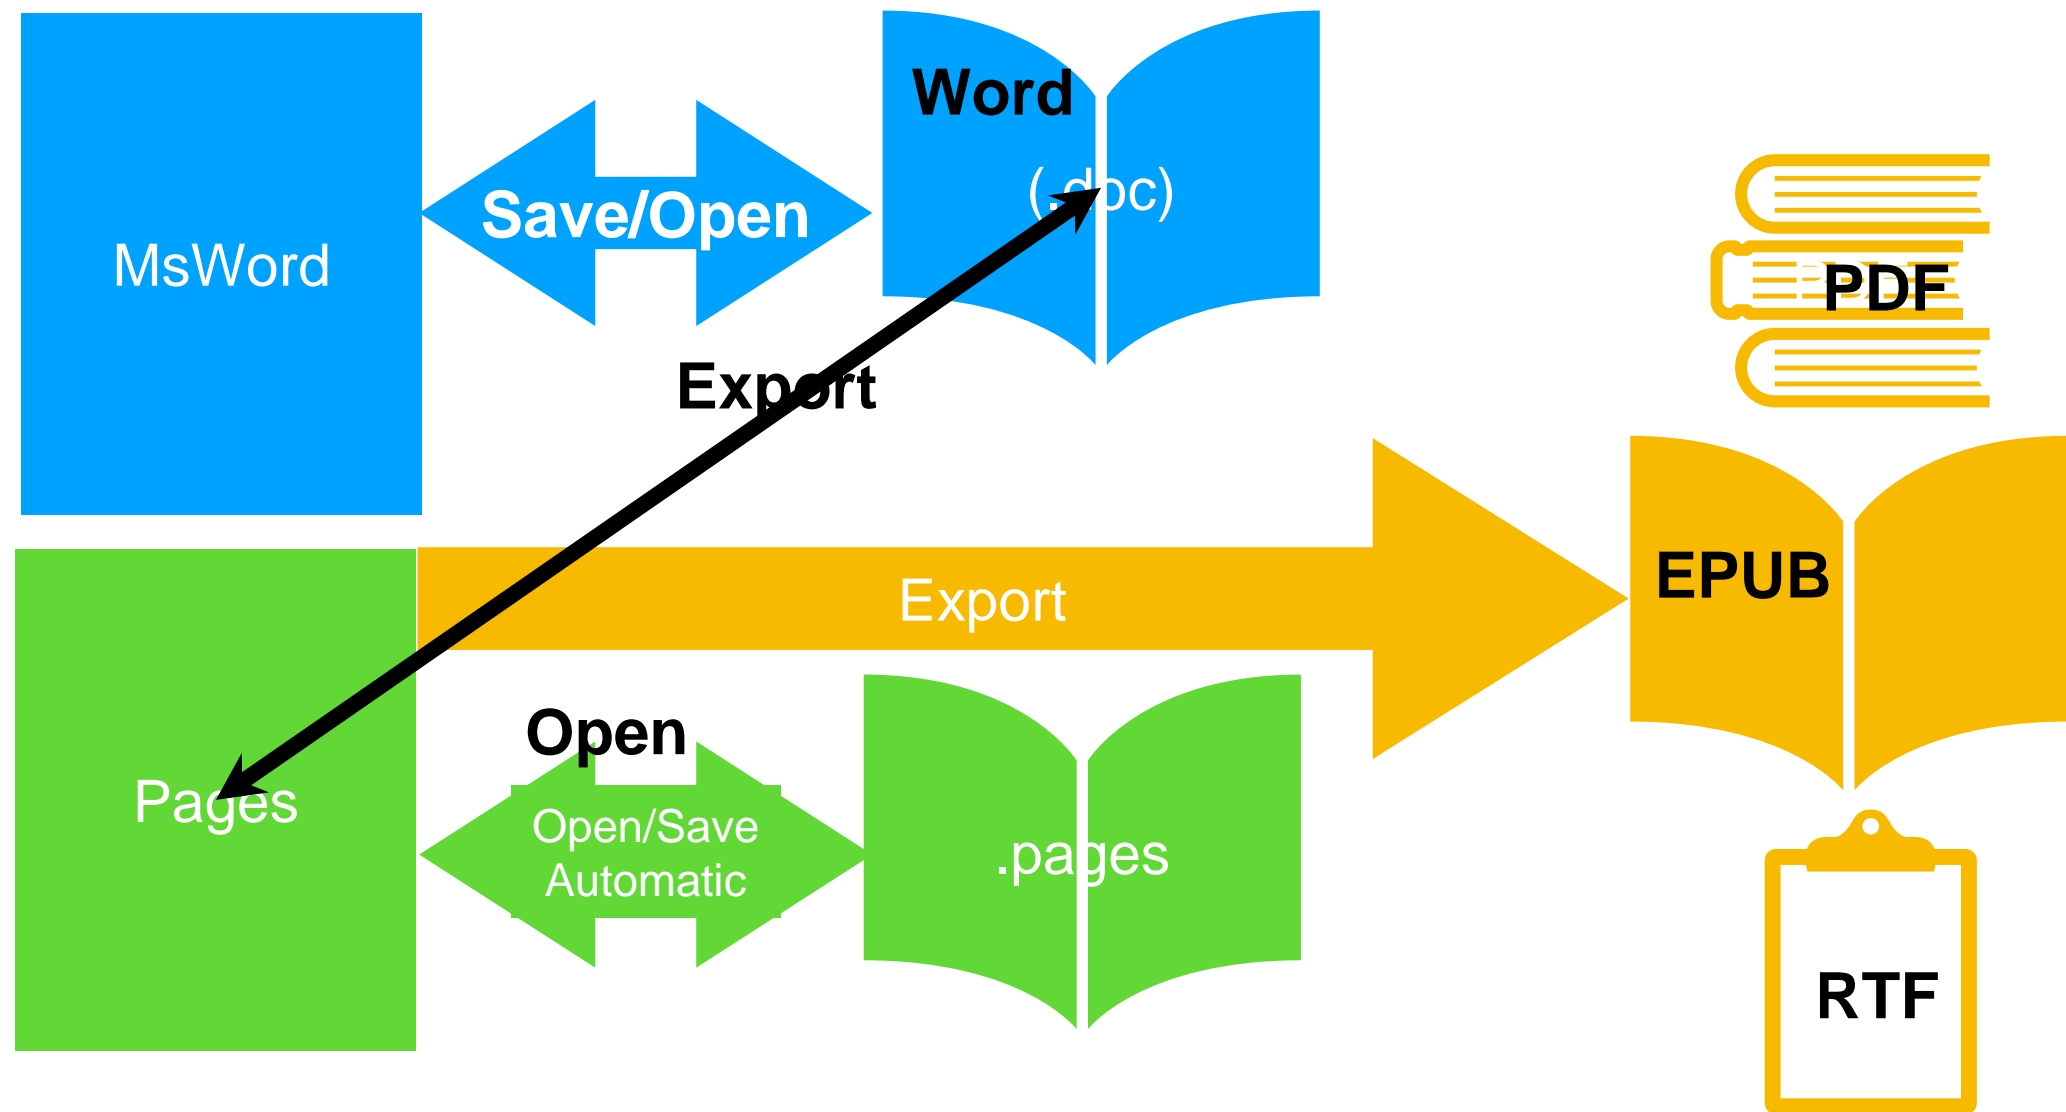 Word
(.doc)
Save/Open
MsWord
PDF
Export
EPUB
Export
Open
Pages
Open/Save
Automatic
.pages
RTF